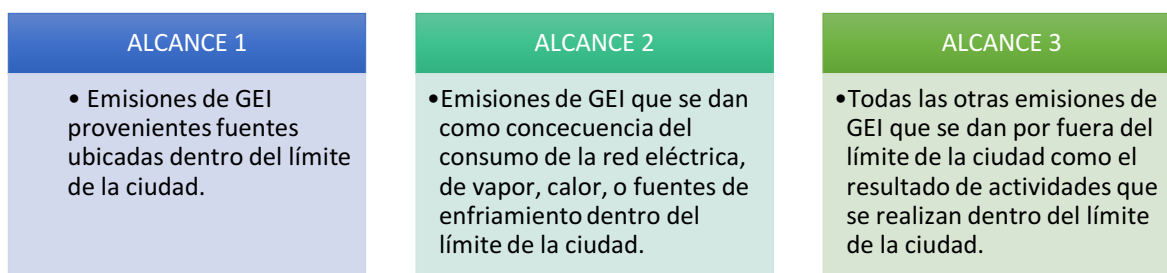 ALCANCE 1
• Emisiones de GEI
provenientes fuentes
ubicadas dentro del límite
de la ciudad.
ALCANCE 2
•Emisiones de GEI que se dan
como concecuencia del
consumo de la red eléctrica,
de vapor, calor, o fuentes de
enfriamiento dentro del
límite de la ciudad.
ALCANCE 3
•Todas las otras emisiones de
GEI que se dan por fuera del
límite de la ciudad como el
resultado de actividades que
se realizan dentro del límite
de la ciudad.